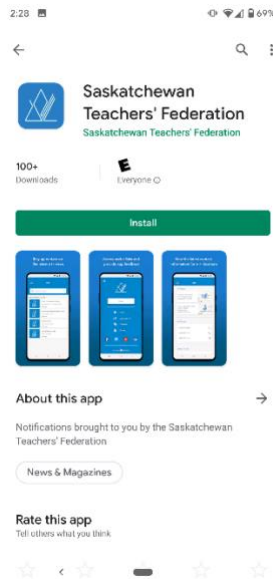 2:28
69%
Saskatchewan
Teachers' Federation
Saskatchewan Teachers' Federation
100+
Downloads
E
Everyone
Install
About this app
Notifications brought to you by the Saskatchewan
Teachers' Federation
News & Magazines
Rate this app
Tell others what you think